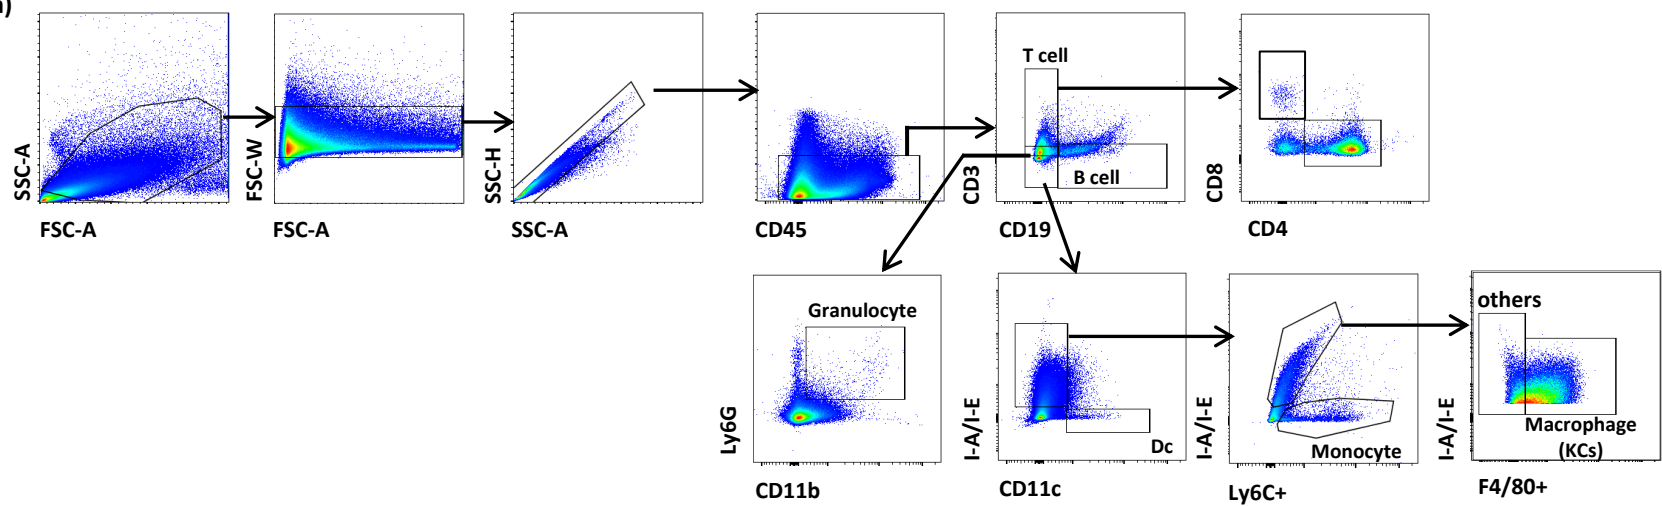 a)
SSC-A
FSC-A
FSC-W
FSC-A
SSC-H
SSC-A
CD45
T cell
B cell
CD3
CD19
CD8
CD4
Granulocyte
Ly6G
CD11b
I-A/I-E
Dc
CD11c
I-A/I-E
Monocyte
Ly6C+
others
I-A/I-E
Macrophage
(KCs)
F4/80+